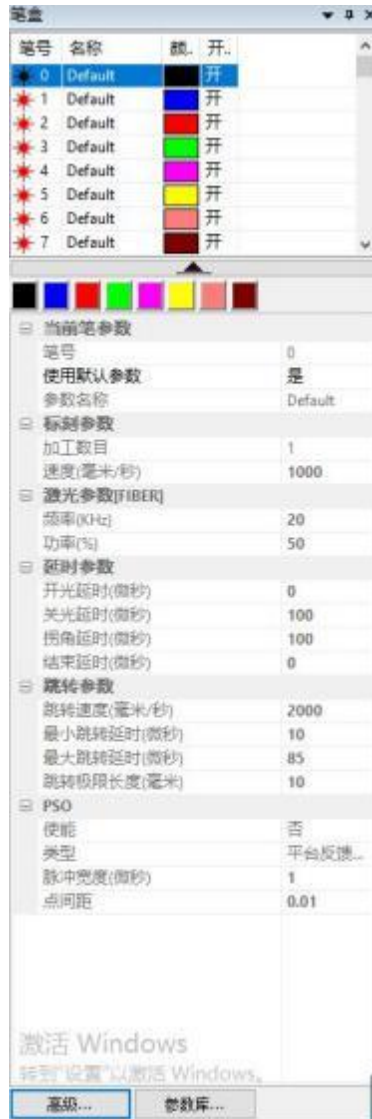 笔盒
笔号 名称 颜.. 开..
0 Default 开
1 Default 开
2 Default 开
3 Default 开
4 Default 开
5 Default 开
6 Default 开
7 Default 开
当前笔参数
笔号 0
使用默认参数 是
参数名称 Default
标刻参数
加工数目 1
速度(毫米/秒) 1000
激光参数[FIBER]
频率(KHz) 20
功率(%) 50
延时参数
开光延时(微秒) 0
关光延时(微秒) 100
拐角延时(微秒) 100
结束延时(微秒) 0
跳转参数
跳转速度(毫米/秒) 2000
最小跳转延时(微秒) 10
最大跳转延时(微秒) 85
跳转极限长度(毫米) 10
PSO
使能 否
类型 平台反馈...
脉冲宽度(微秒) 1
点间距 0.01
激活 Windows
转到"设置"以激活 Windows。
高级... 参数库...